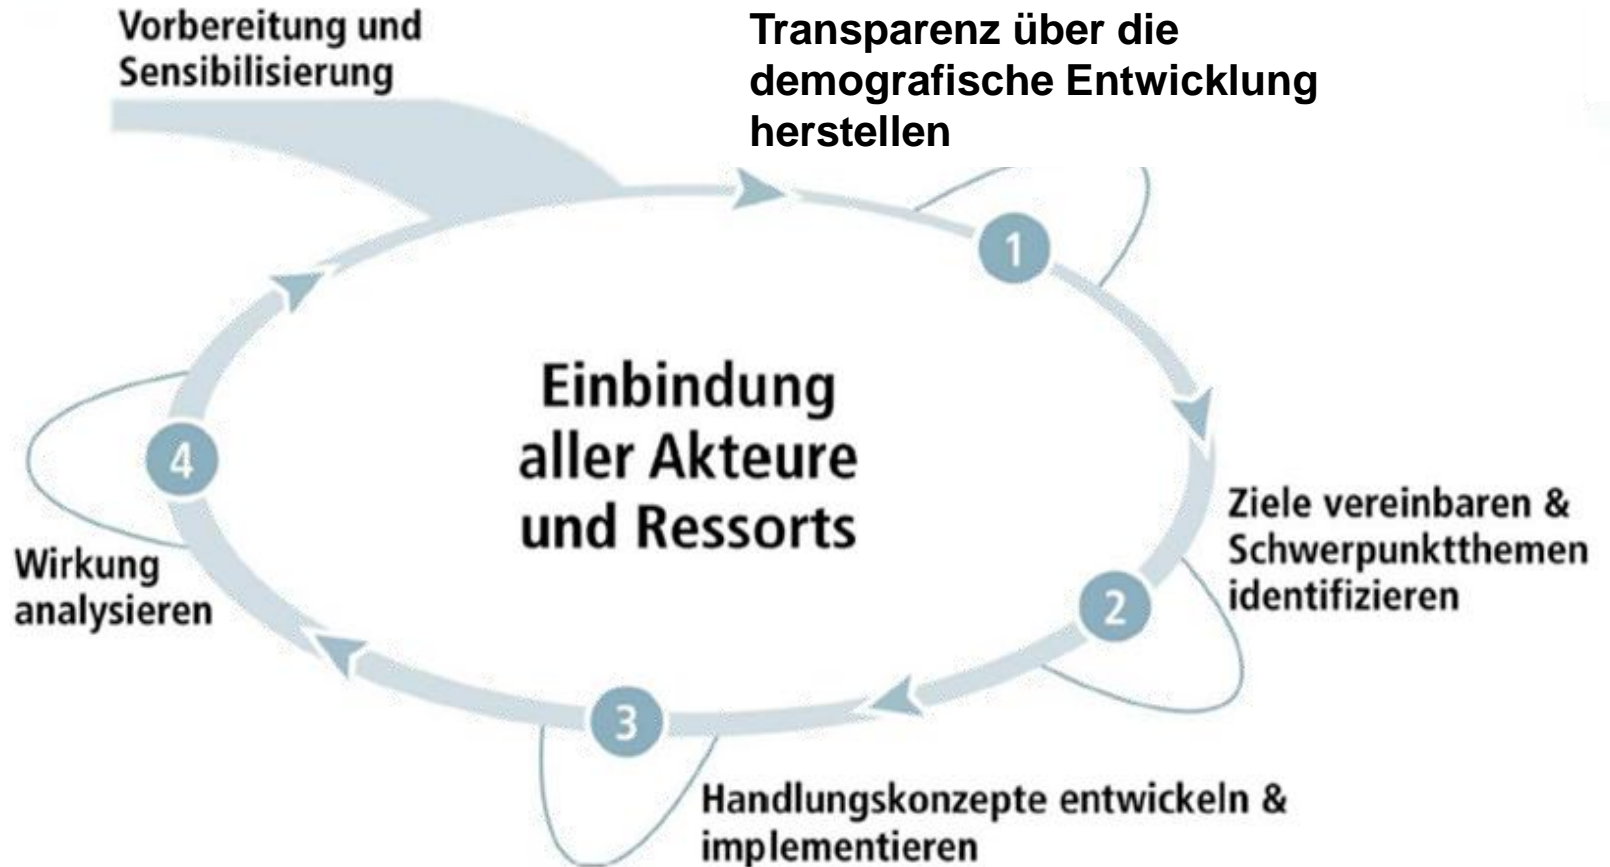 Vorbereitung und
Sensibilisierung
Transparenz über die
demografische Entwicklung
herstellen
1
Einbindung
aller Akteure
und Ressorts
4
Ziele vereinbaren &
Schwerpunktthemen
identifizieren
Wirkung
analysieren
2
3
Handlungskonzepte entwickeln &
implementieren